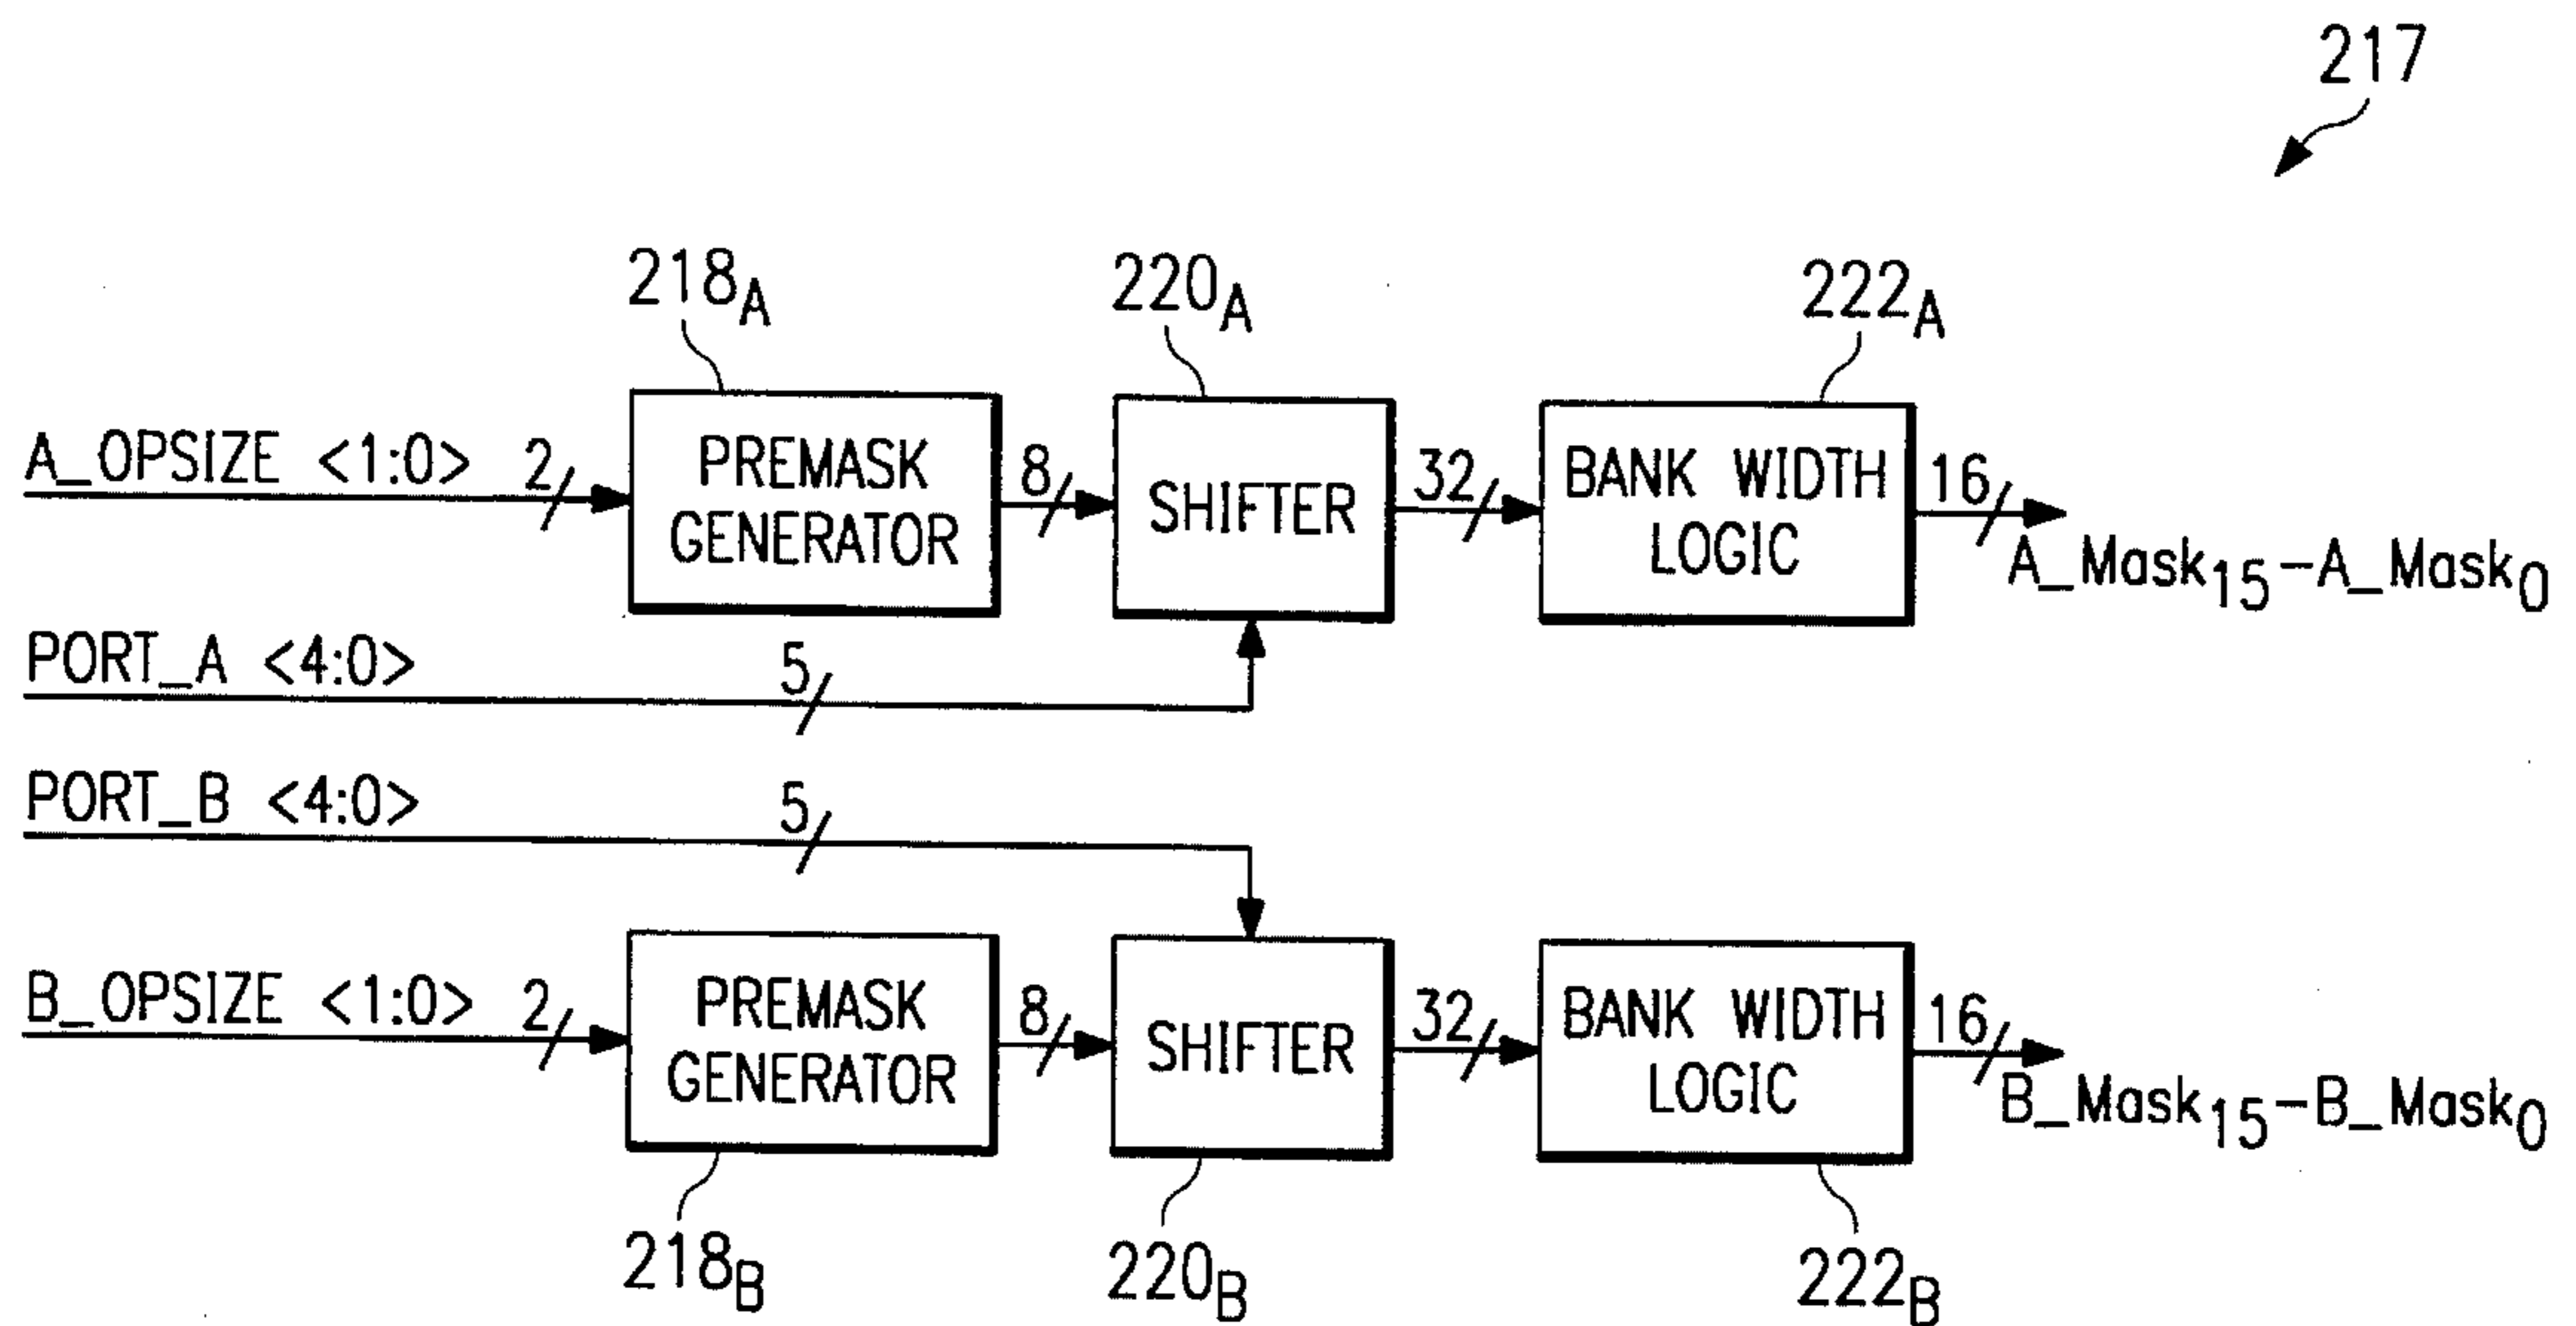 217
218A
220A
222A
A_OPSIZE <1:0>
2
PREMASK
GENERATOR
8
SHIFTER
32
BANK WIDTH
LOGIC
16
A_Mask15-A_Mask0
PORT_A <4:0>
5
PORT_B <4:0>
5
B_OPSIZE <1:0>
2
PREMASK
GENERATOR
8
SHIFTER
32
BANK WIDTH
LOGIC
16
B_Mask15-B_Mask0
218B
220B
222B